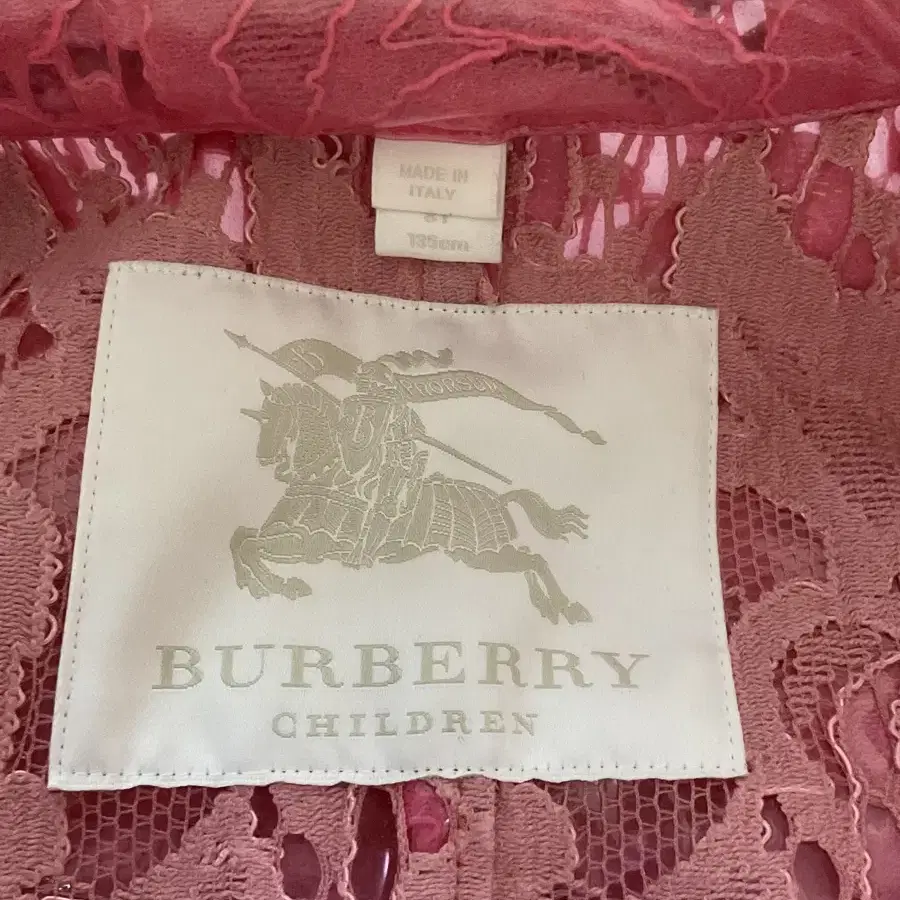 MADE IN
ITALY
135cm
B
PRORSUM
B
BURBERRY
CHILDREN